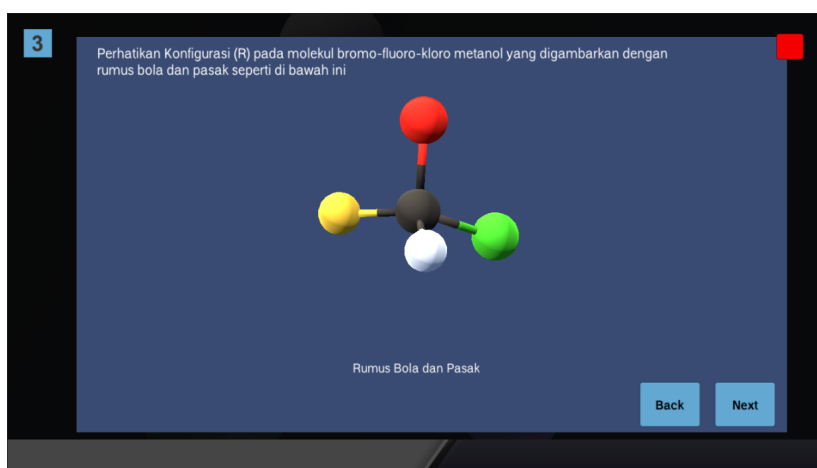 3
Perhatikan Konfigurasi (R) pada molekul bromo-fluoro-kloro metanol yang digambarkan dengan
rumus bola dan pasak seperti di bawah ini
Rumus Bola dan Pasak
Back
Next